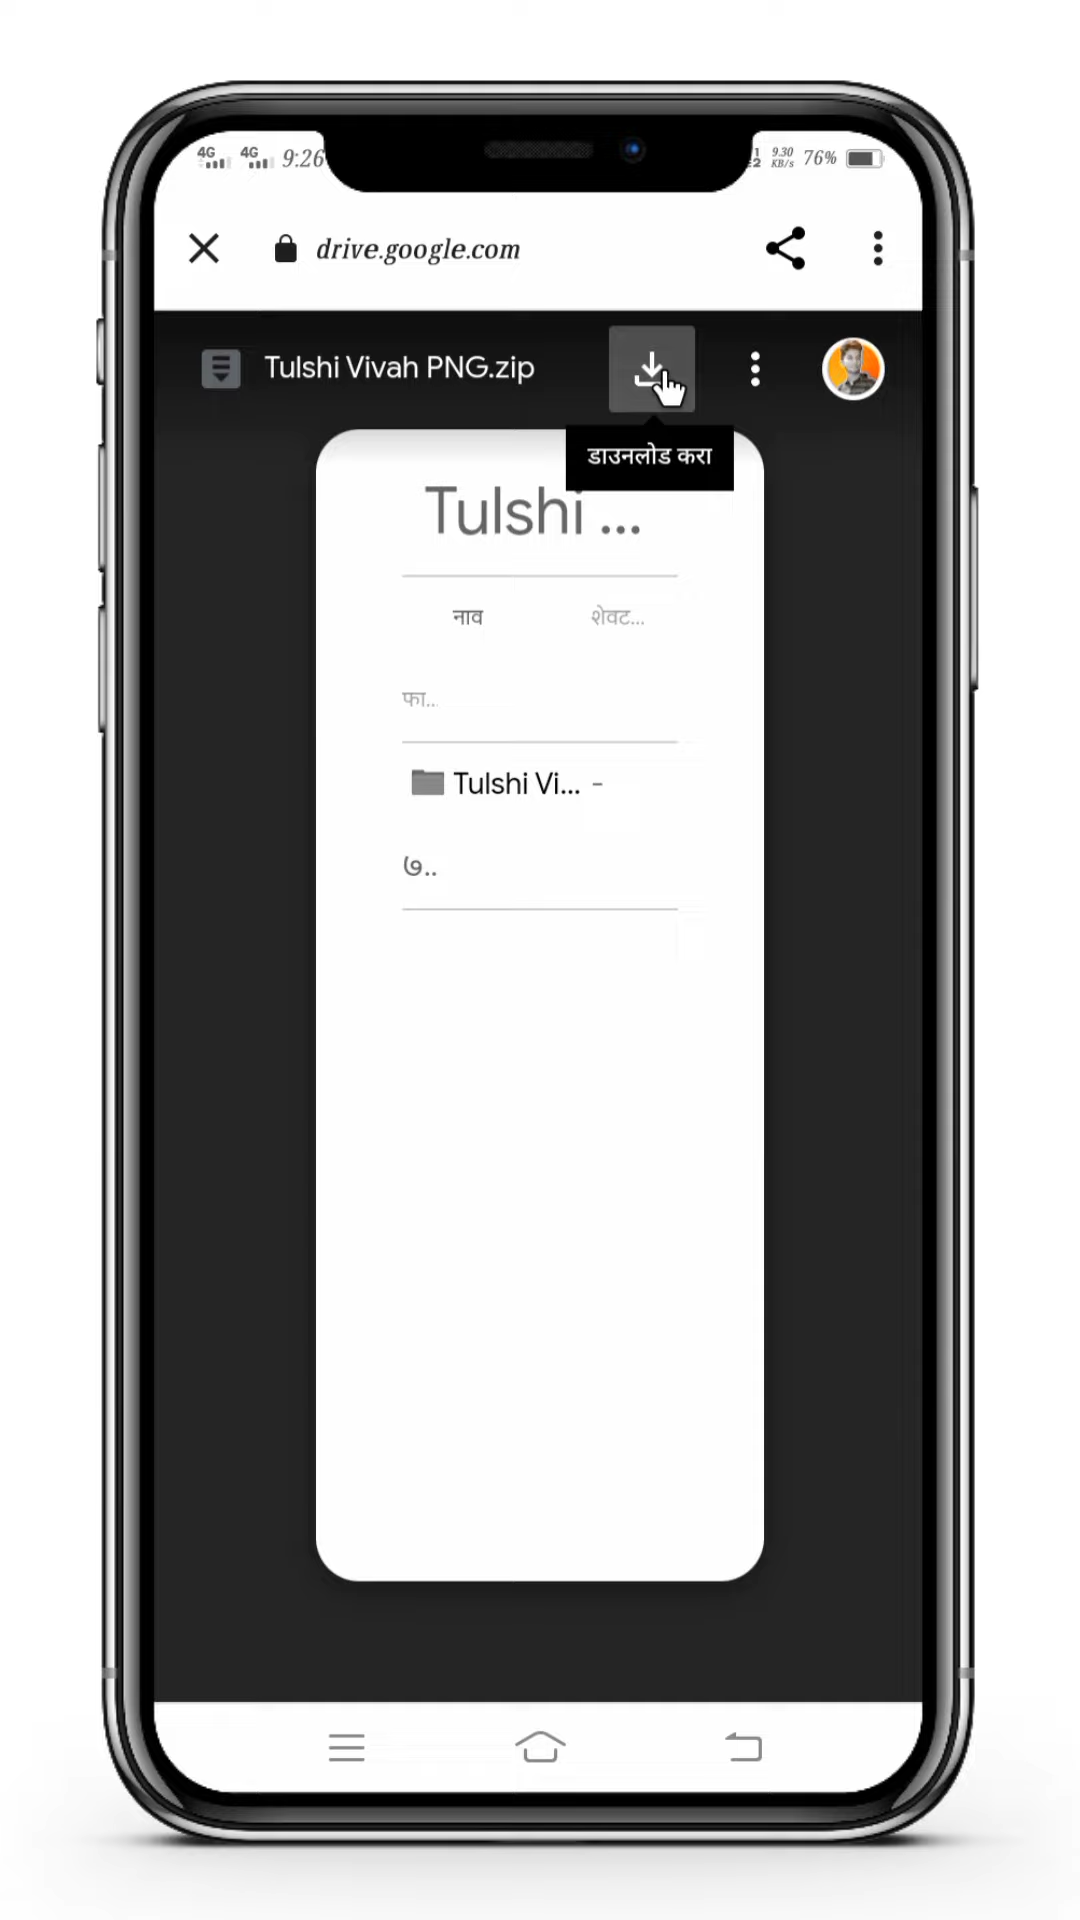 4G 4G 9:26 9.30 KB/s 76%
drive.google.com
Tulshi Vivah PNG.zip
डाउनलोड करा
Tulshi ...
नाव शेवट...
फा...
Tulshi Vi... -
७..